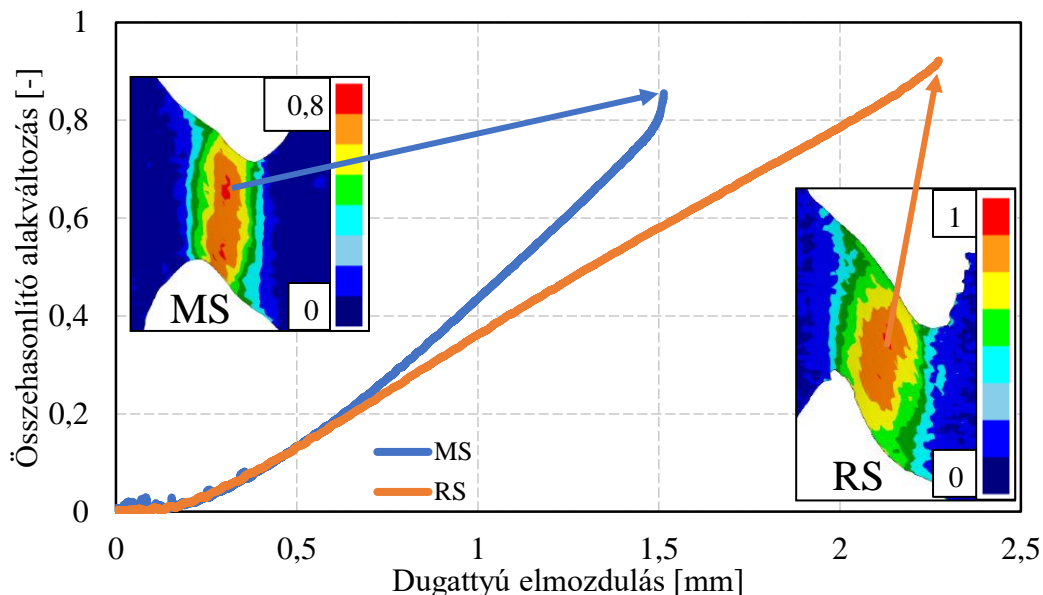 Összehasonlító alakváltozás [-]
1
0,8
0,6
0,4
0,2
0
0,8
0
MS
1
0
RS
MS
RS
0
0,5
1
1,5
2
2,5
Dugattyú elmozdulás [mm]